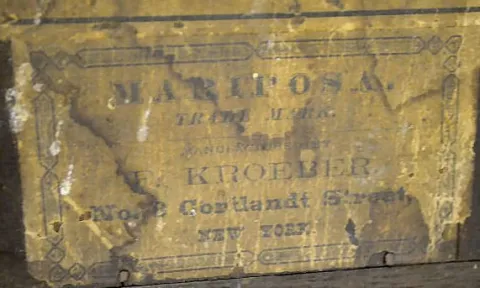 MARIPOSA.
TRADE MARK.
MANUFACTURED BY
F. KROEBER,
No. 8 Cortlandt Street,
NEW YORK.